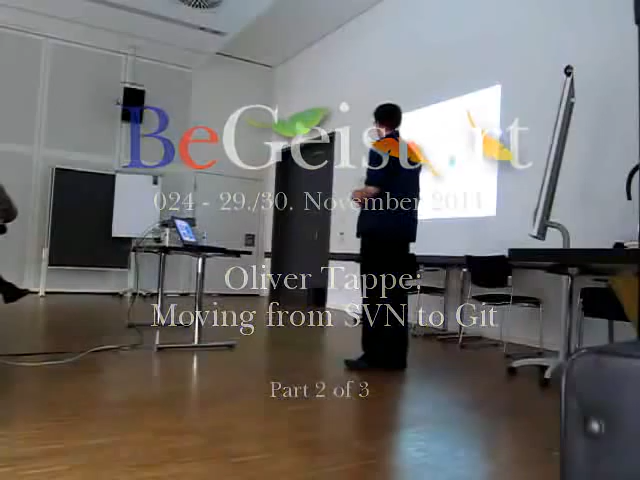 BeGeistert
024 - 29./30. November 2011
Oliver Tappe:
Moving from SVN to Git
Part 2 of 3